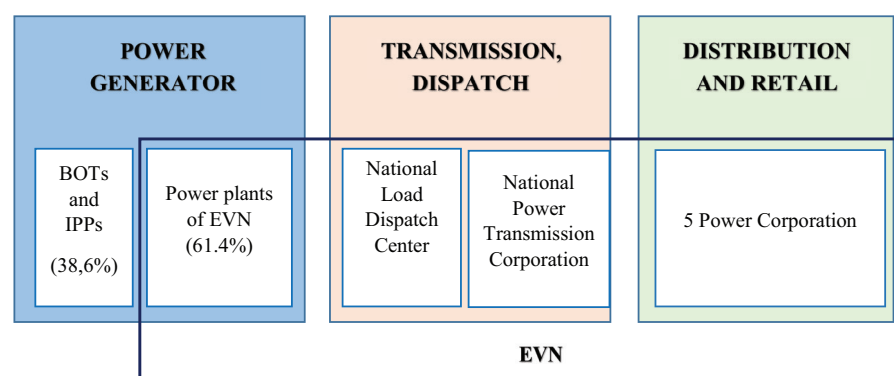 POWER
GENERATOR
BOTs
and
IPPs
(38,6%)
Power plants
of EVN
(61.4%)
TRANSMISSION,
DISPATCH
National
Load
Dispatch
Center
National
Power
Transmission
Corporation
DISTRIBUTION
AND RETAIL
5 Power Corporation
EVN